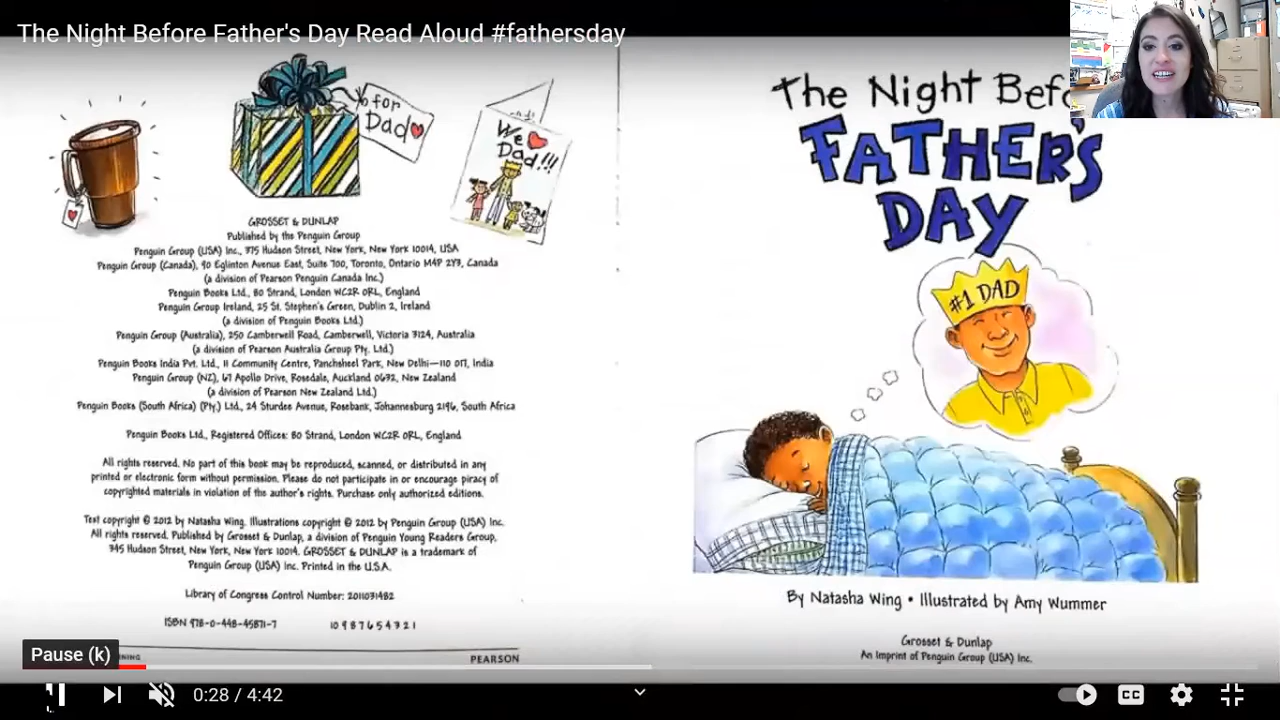 The Night Before Father's Day Read Aloud #fathersday
for
Dad
We
Dad!!!
GROSSET & DUNLAP
Published by the Penguin Group
Penguin Group (USA) Inc., 375 Hudson Street, New York, New York 10014, USA
Penguin Group (Canada), 90 Eglinton Avenue East, Suite 700, Toronto, Ontario M4P 2Y3, Canada
(a division of Pearson Penguin Canada Inc.)
Penguin Books Ltd., 80 Strand, London WC2R 0RL, England
Penguin Group Ireland, 25 St. Stephen's Green, Dublin 2, Ireland
(a division of Penguin Books Ltd.)
Penguin Group (Australia), 250 Camberwell Road, Camberwell, Victoria 3124, Australia
(a division of Pearson Australia Group Pty. Ltd.)
Penguin Books India Pvt. Ltd., 11 Community Centre, Panchsheel Park, New Delhi—110 017, India
Penguin Group (NZ), 67 Apollo Drive, Rosedale, Auckland 0632, New Zealand
(a division of Pearson New Zealand Ltd.)
Penguin Books (South Africa) (Pty.) Ltd., 24 Sturdee Avenue, Rosebank, Johannesburg 2196, South Africa
Penguin Books Ltd., Registered Offices: 80 Strand, London WC2R 0RL, England
All rights reserved. No part of this book may be reproduced, scanned, or distributed in any
printed or electronic form without permission. Please do not participate in or encourage piracy of
copyrighted materials in violation of the author's rights. Purchase only authorized editions.
Text copyright © 2012 by Natasha Wing. Illustrations copyright © 2012 by Penguin Group (USA) Inc.
All rights reserved. Published by Grosset & Dunlap, a division of Penguin Young Readers Group,
345 Hudson Street, New York, New York 10014. GROSSET & DUNLAP is a trademark of
Penguin Group (USA) Inc. Printed in the U.S.A.
Library of Congress Control Number: 2011031482
ISBN 978-0-448-45871-7 10 9 8 7 6 5 4 3 2 1
PEARSON
The Night Befo
FATHER'S
DAY
#1 DAD
By Natasha Wing • Illustrated by Amy Wummer
Grosset & Dunlap
An Imprint of Penguin Group (USA) Inc.
Pause (k)
0:28 / 4:42
CC